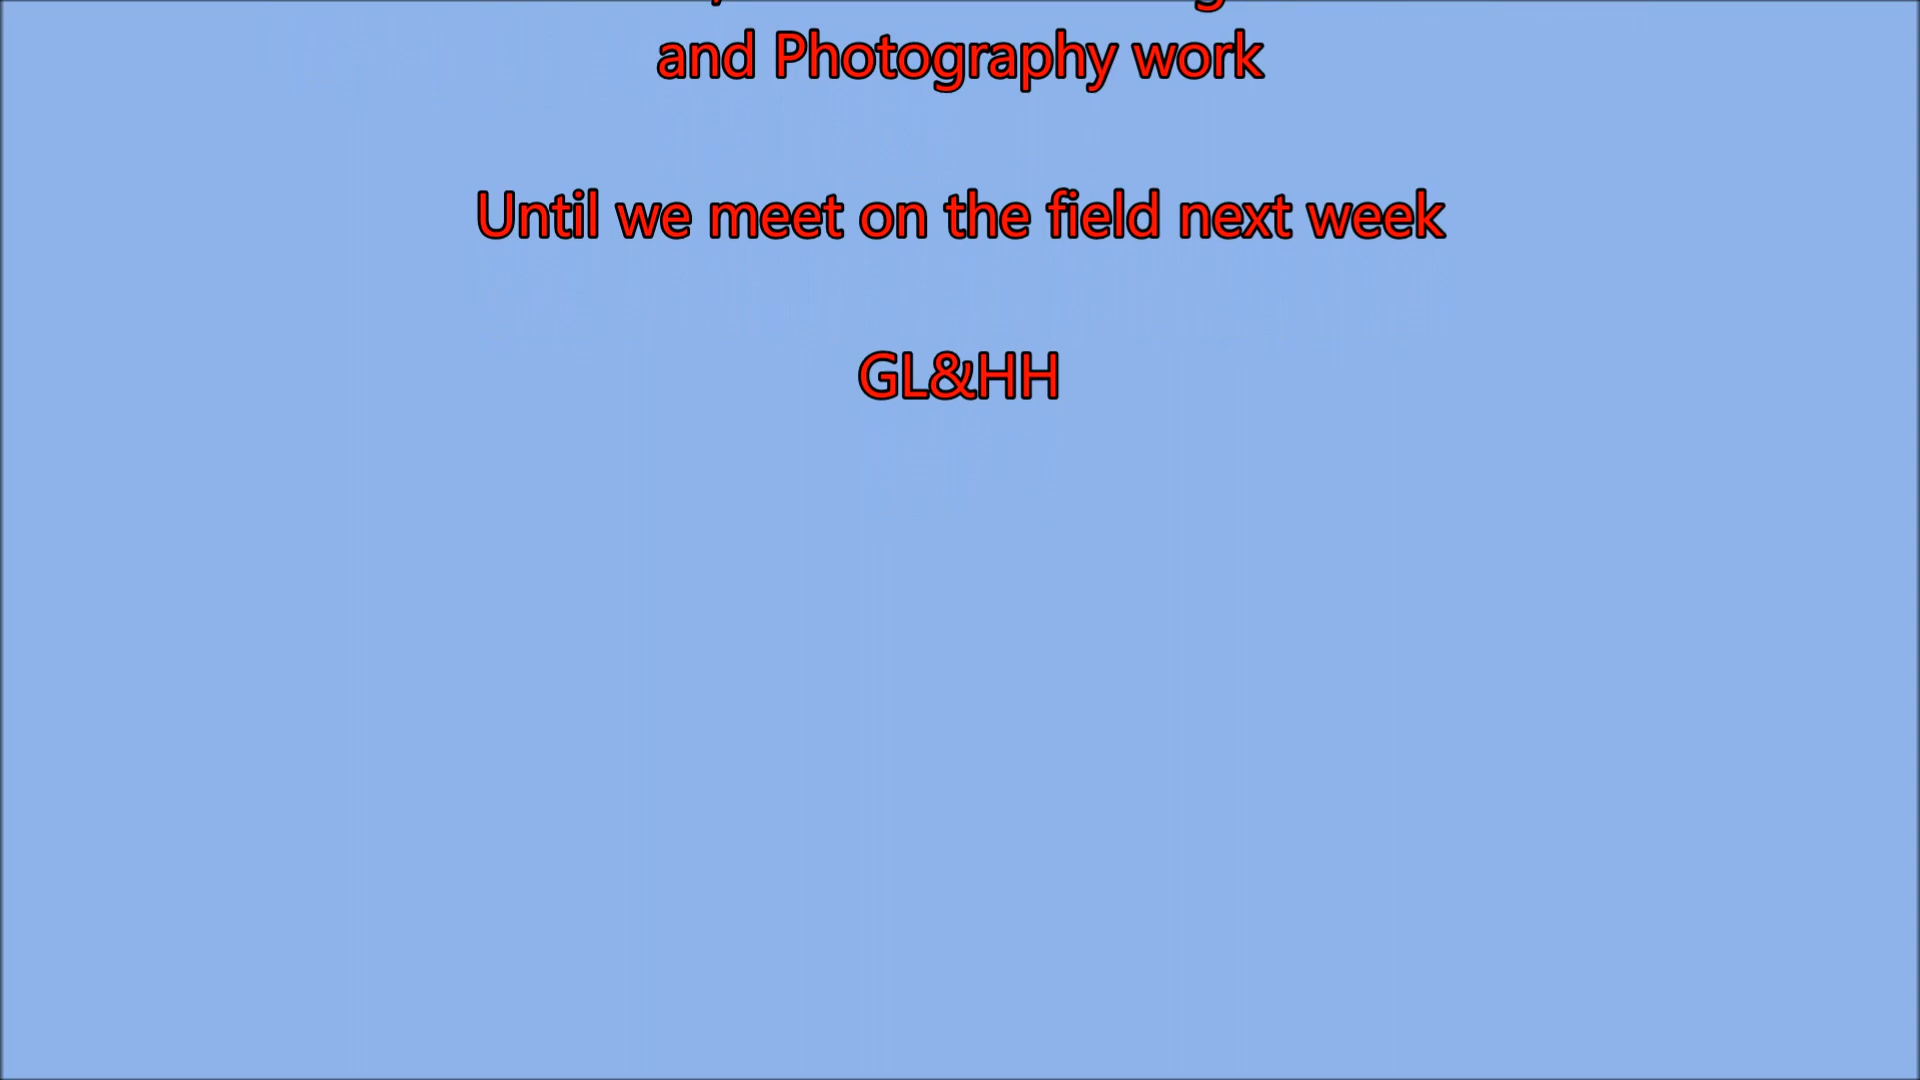 and Photography work
Until we meet on the field next week
GL&HH